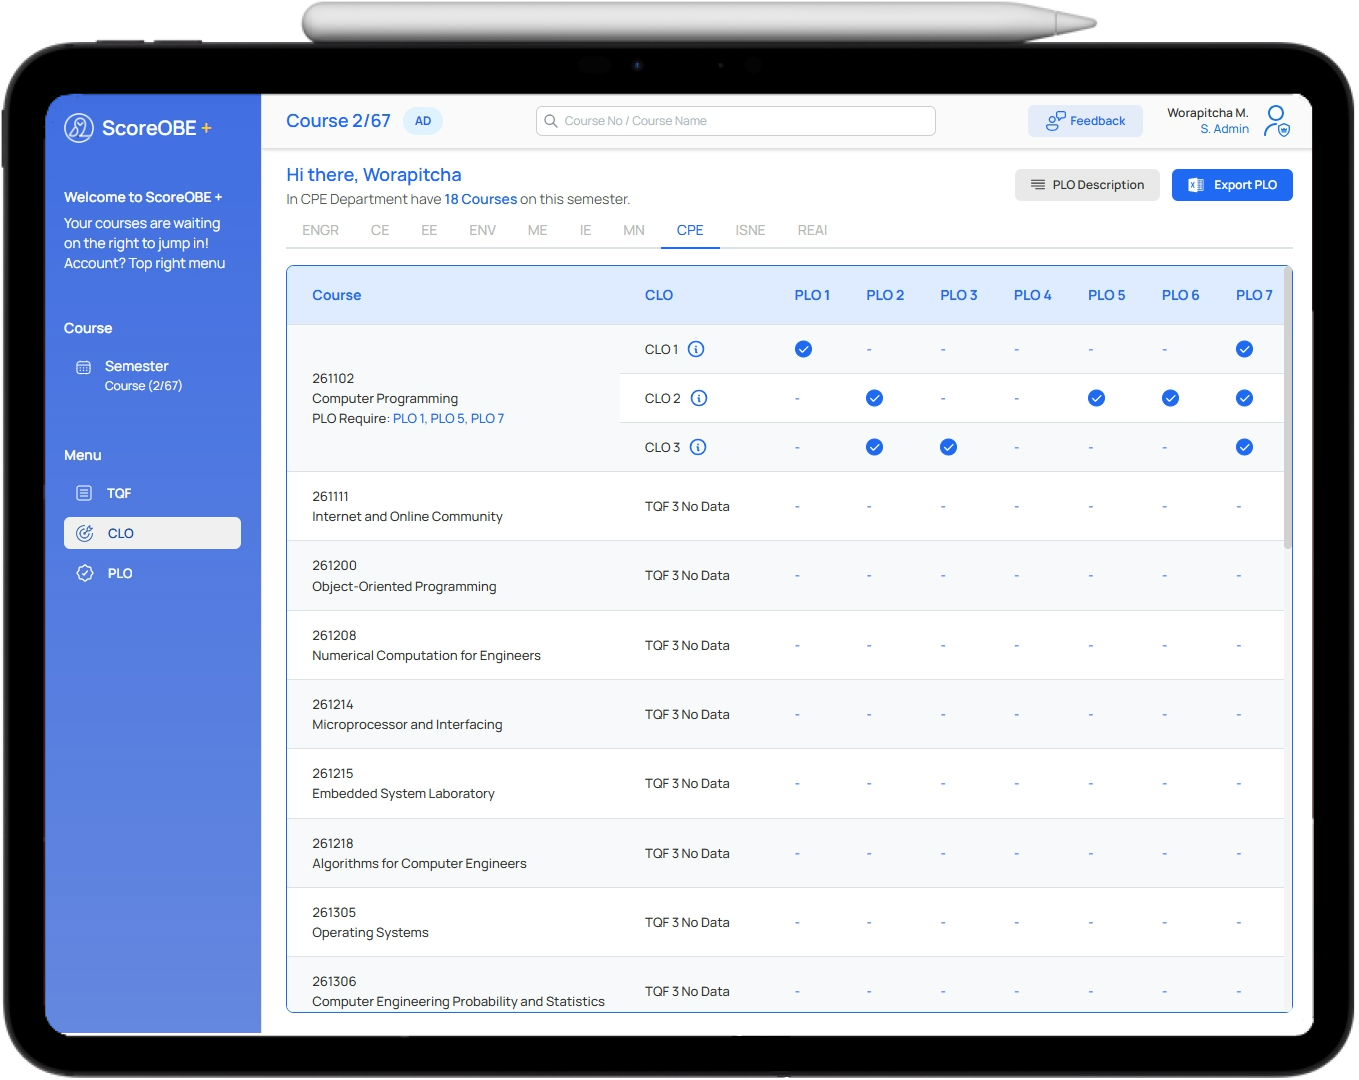 ScoreOBE +
Welcome to ScoreOBE +
Your courses are waiting
on the right to jump in!
Account? Top right menu
Course
Semester
Course (2/67)
Menu
TQF
CLO
PLO
Course 2/67 AD
Course No / Course Name
Feedback
Worapitcha M.
S. Admin
Hi there, Worapitcha
In CPE Department have 18 Courses on this semester.
PLO Description
Export PLO
ENGR CE EE ENV ME IE MN CPE ISNE REAI
Course CLO PLO 1 PLO 2 PLO 3 PLO 4 PLO 5 PLO 6 PLO 7
261102
Computer Programming
PLO Require: PLO 1, PLO 5, PLO 7
CLO 1 - - - - -
CLO 2 - - -
CLO 3 - - - -
261111
Internet and Online Community
TQF 3 No Data - - - - - - -
261200
Object-Oriented Programming
TQF 3 No Data - - - - - - -
261208
Numerical Computation for Engineers
TQF 3 No Data - - - - - - -
261214
Microprocessor and Interfacing
TQF 3 No Data - - - - - - -
261215
Embedded System Laboratory
TQF 3 No Data - - - - - - -
261218
Algorithms for Computer Engineers
TQF 3 No Data - - - - - - -
261305
Operating Systems
TQF 3 No Data - - - - - - -
261306
Computer Engineering Probability and Statistics
TQF 3 No Data - - - - - - -